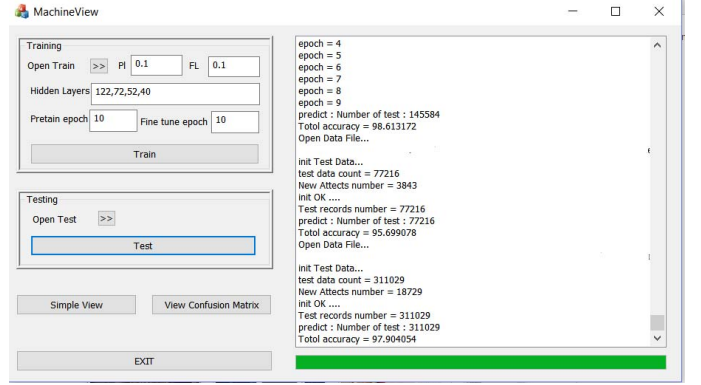 MachineView
Training
Open Train >> Pl 0.1 FL 0.1
Hidden Layers 122,72,52,40
Pretain epoch 10 Fine tune epoch 10
Train
Testing
Open Test >>
Test
Simple View View Confusion Matrix
EXIT
epoch = 4
epoch = 5
epoch = 6
epoch = 7
epoch = 8
epoch = 9
predict : Number of test : 145584
Totol accuracy = 98.613172
Open Data File...
init Test Data...
test data count = 77216
New Attects number = 3843
init OK ....
Test records number = 77216
predict : Number of test : 77216
Totol accuracy = 95.699078
Open Data File...
init Test Data...
test data count = 311029
New Attects number = 18729
init OK ....
Test records number = 311029
predict : Number of test : 311029
Totol accuracy = 97.904054